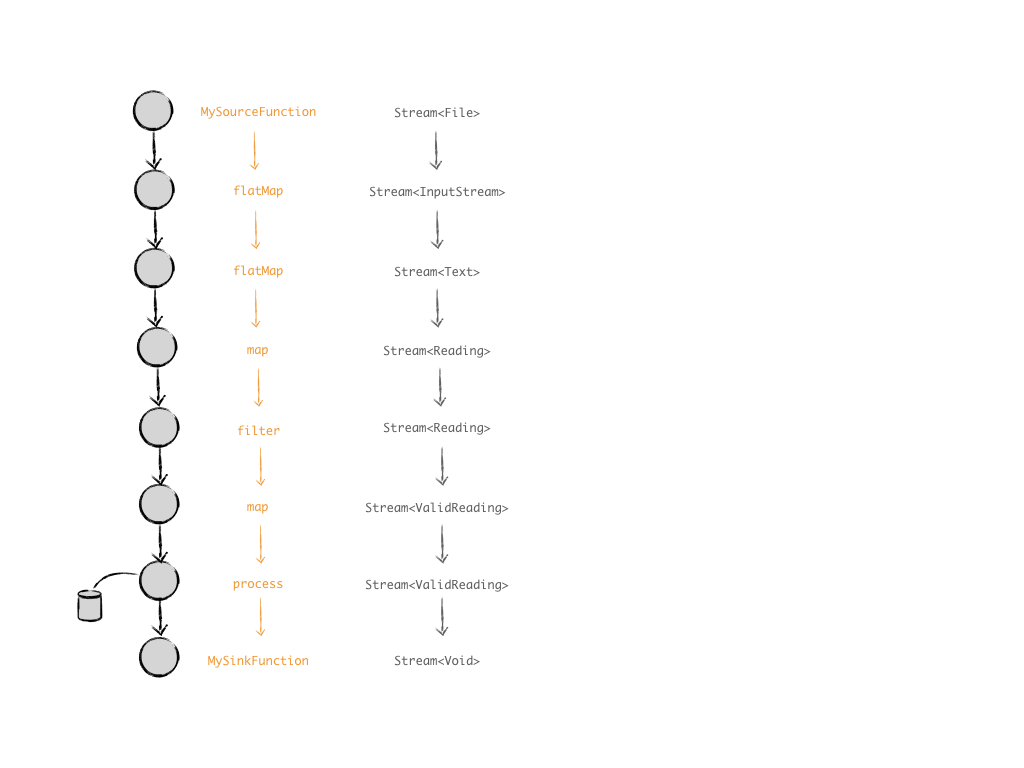 MySourceFunction Stream<File>
flatMap Stream<InputStream>
flatMap Stream<Text>
map Stream<Reading>
filter Stream<Reading>
map Stream<ValidReading>
process Stream<ValidReading>
MySinkFunction Stream<Void>